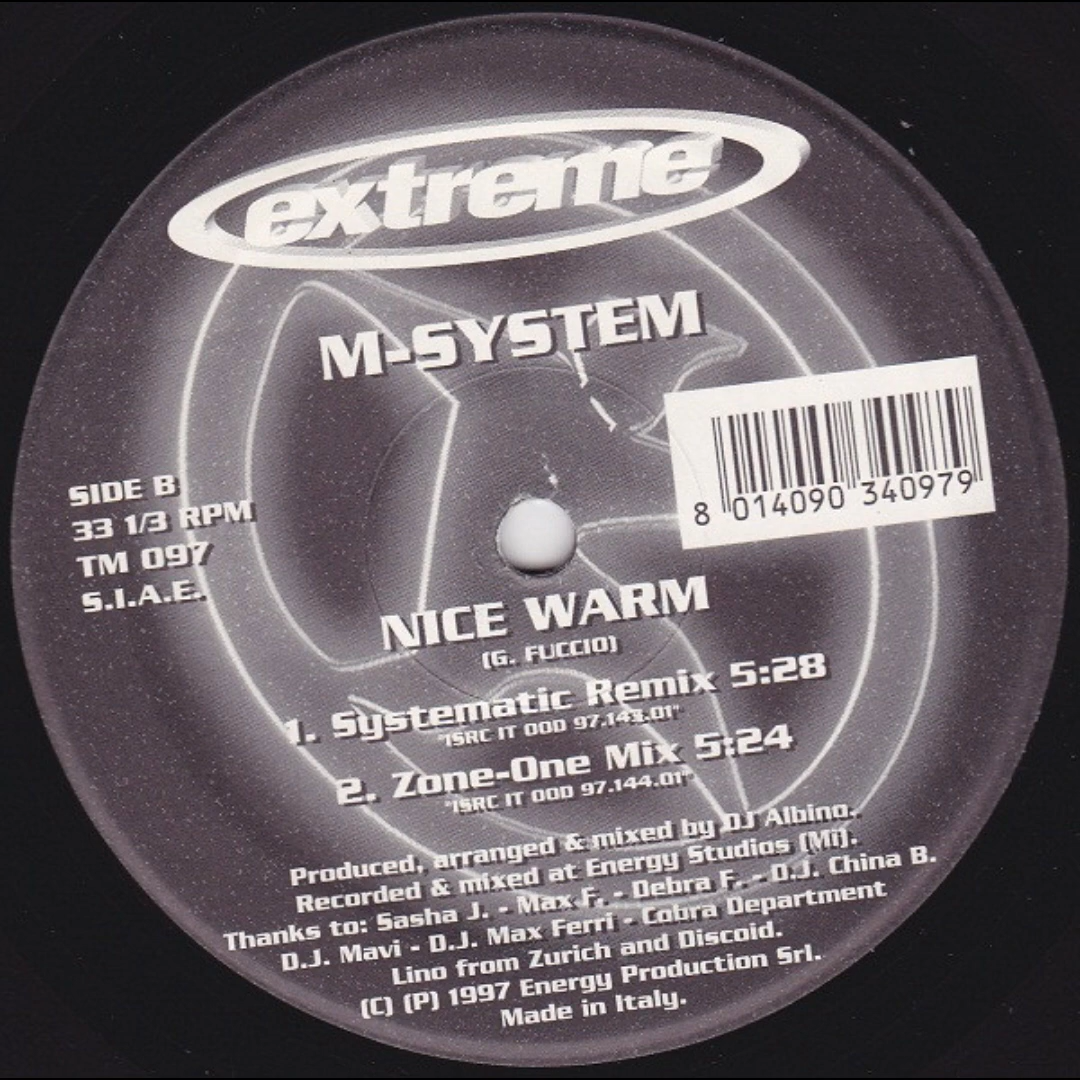 extreme
M-SYSTEM
8 014090 340979
SIDE B
33 1/3 RPM
TM 097
S.I.A.E.
NICE WARM
(G. FUCCIO)
1. Systematic Remix 5:28
"ISRC IT OOD 97.143.01"
2. Zone-One Mix 5:24
"ISRC IT OOD 97.144.01"
Produced, arranged & mixed by DJ Albino.
Recorded & mixed at Energy Studios (Mi).
Thanks to: Sasha J. - Max F. - Debra F. - D.J. China B.
D.J. Mavi - D.J. Max Ferri - Cobra Department
Lino from Zurich and Discoid.
(C) (P) 1997 Energy Production Srl.
Made in Italy.